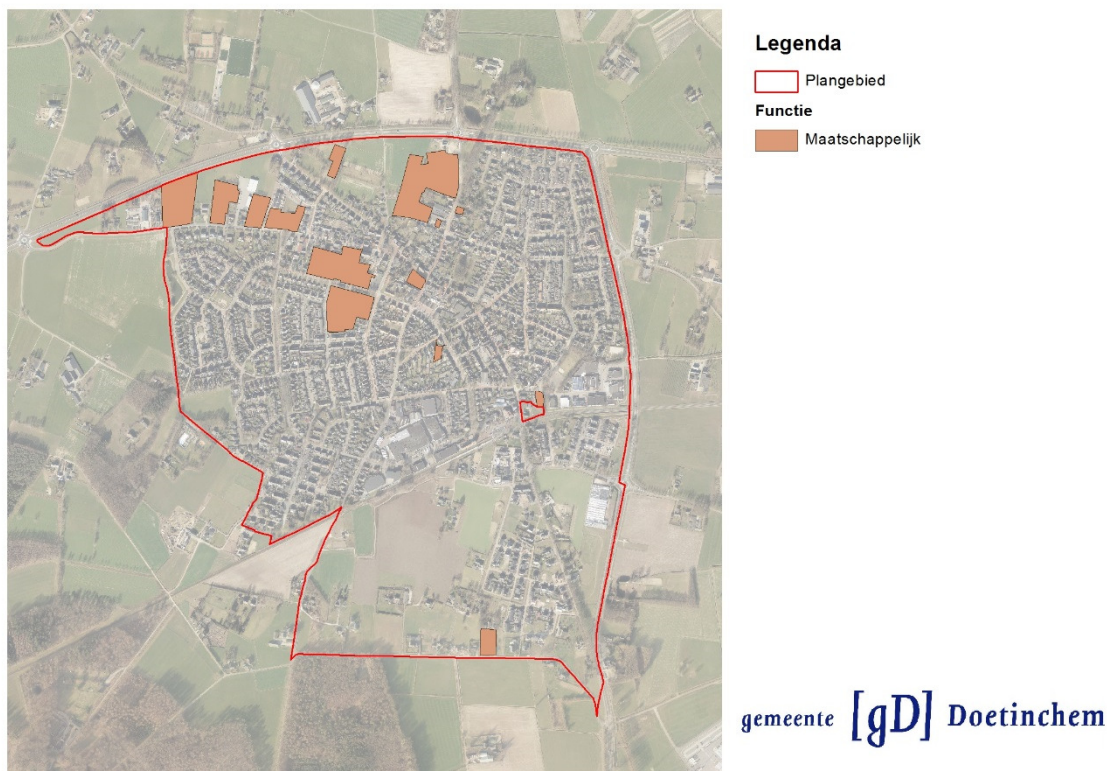 Legenda
Plangebied
Functie
Maatschappelijk
gemeente [gD] Doetinchem